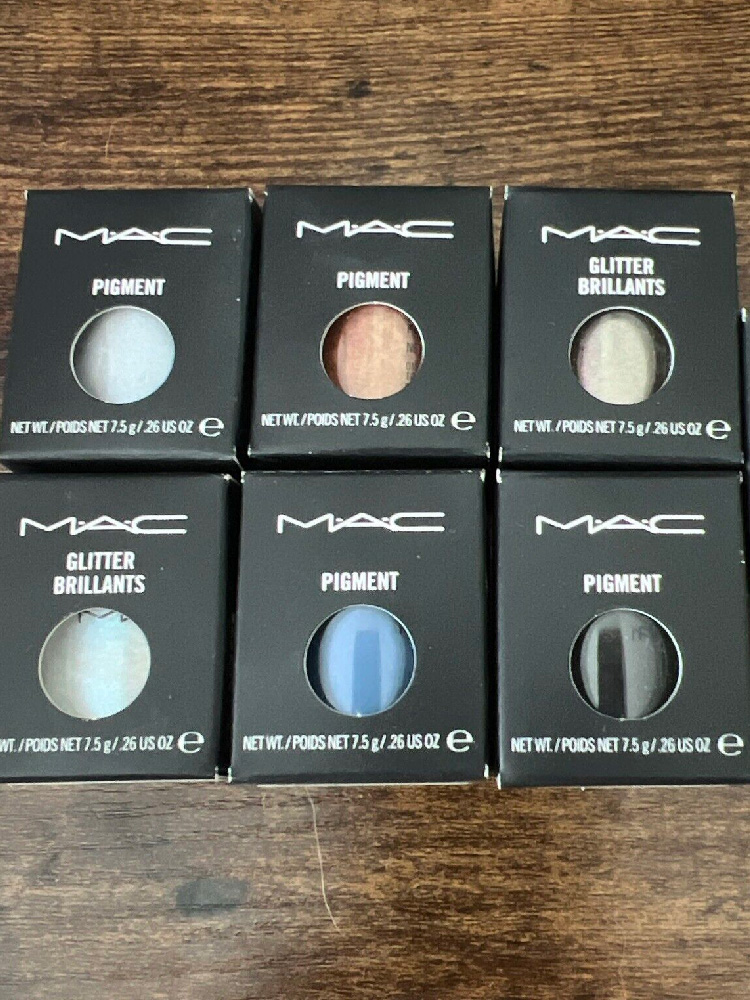 M·A·C
PIGMENT
NET WT./POIDS NET 7.5 g/.26 US OZ ℮
M·A·C
PIGMENT
NET WT./POIDS NET 7.5 g/.26 US OZ ℮
M·A·C
GLITTER
BRILLANTS
NET WT./POIDS NET 7.5 g/.26 US OZ ℮
M·A·C
GLITTER
BRILLANTS
WT./POIDS NET 7.5 g/.26 US OZ ℮
M·A·C
PIGMENT
NET WT./POIDS NET 7.5 g/.26 US OZ ℮
M·A·C
PIGMENT
NET WT./POIDS NET 7.5 g/.26 US OZ ℮